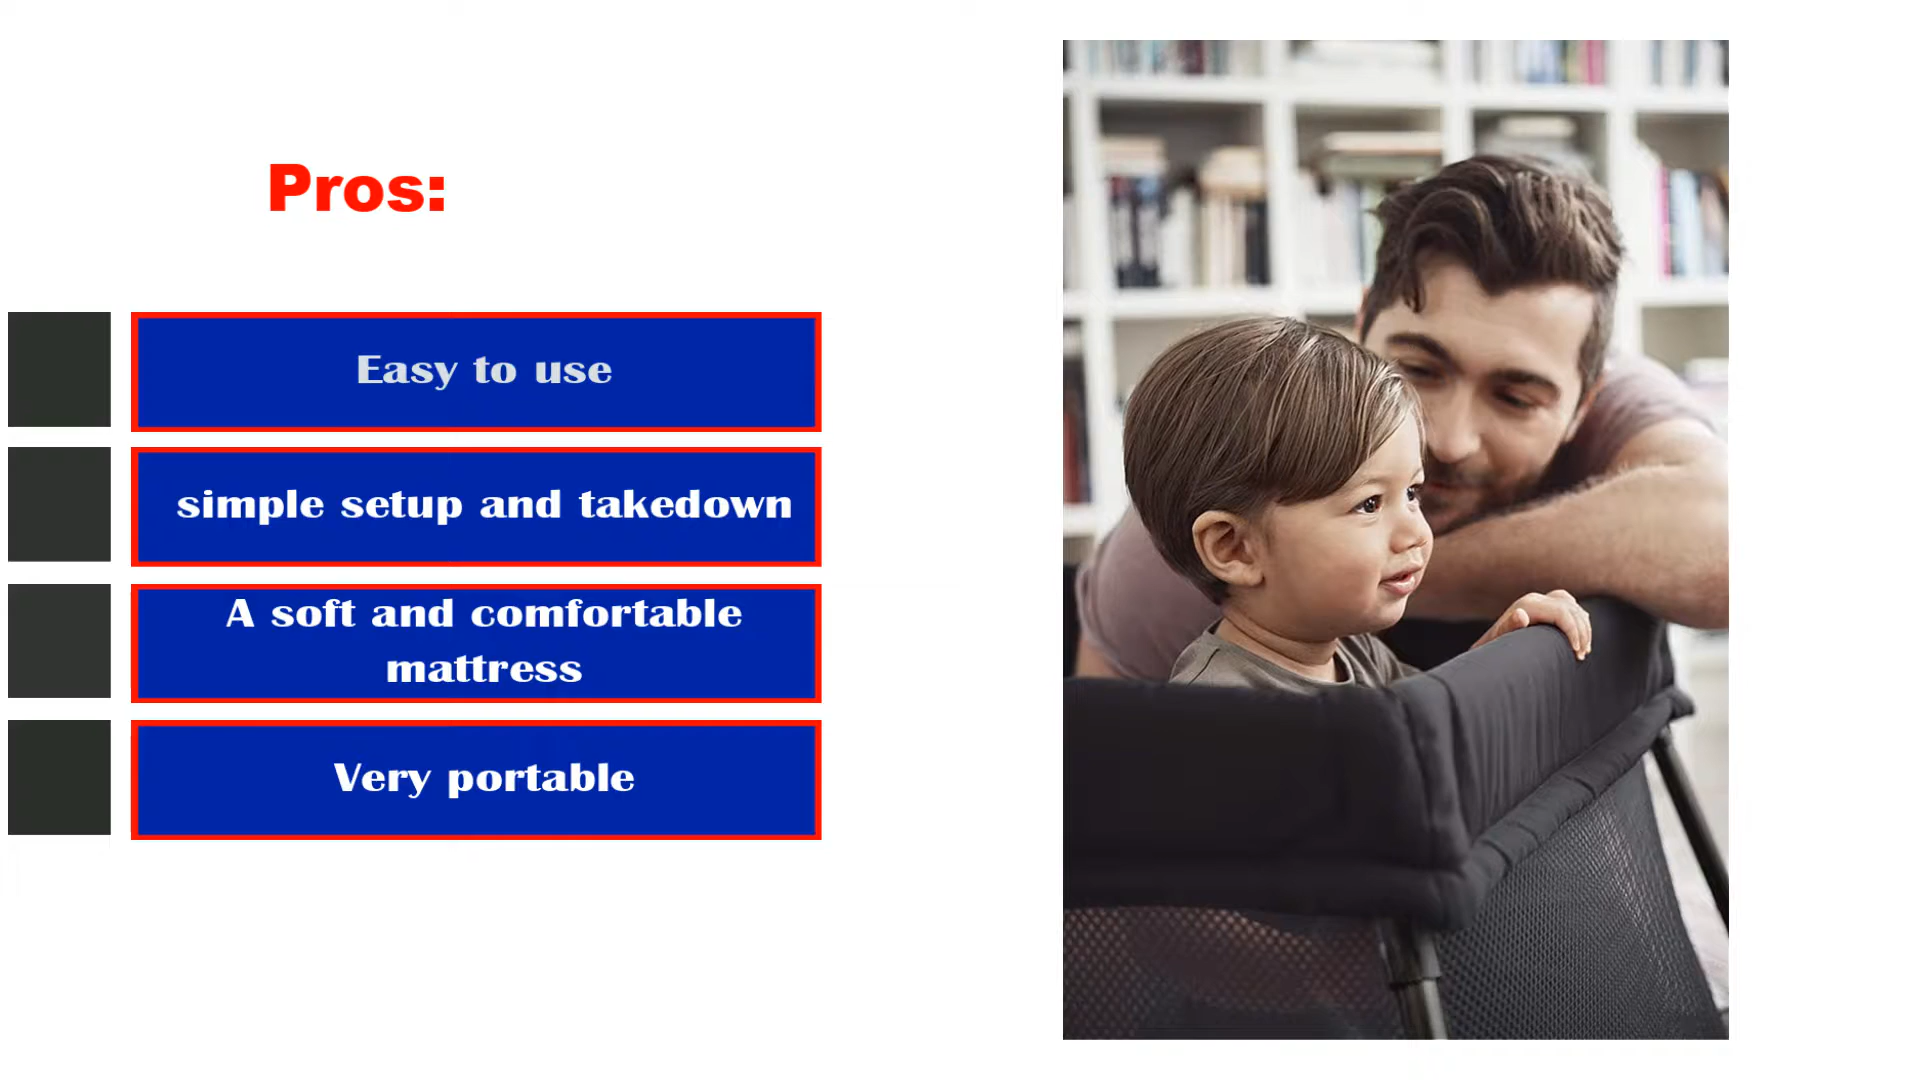 Pros:
Easy to use
simple setup and takedown
A soft and comfortable
mattress
Very portable